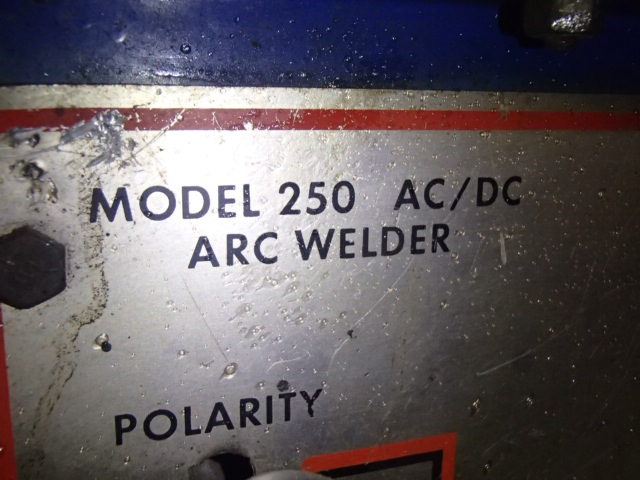 MODEL 250 AC/DC
ARC WELDER
POLARITY